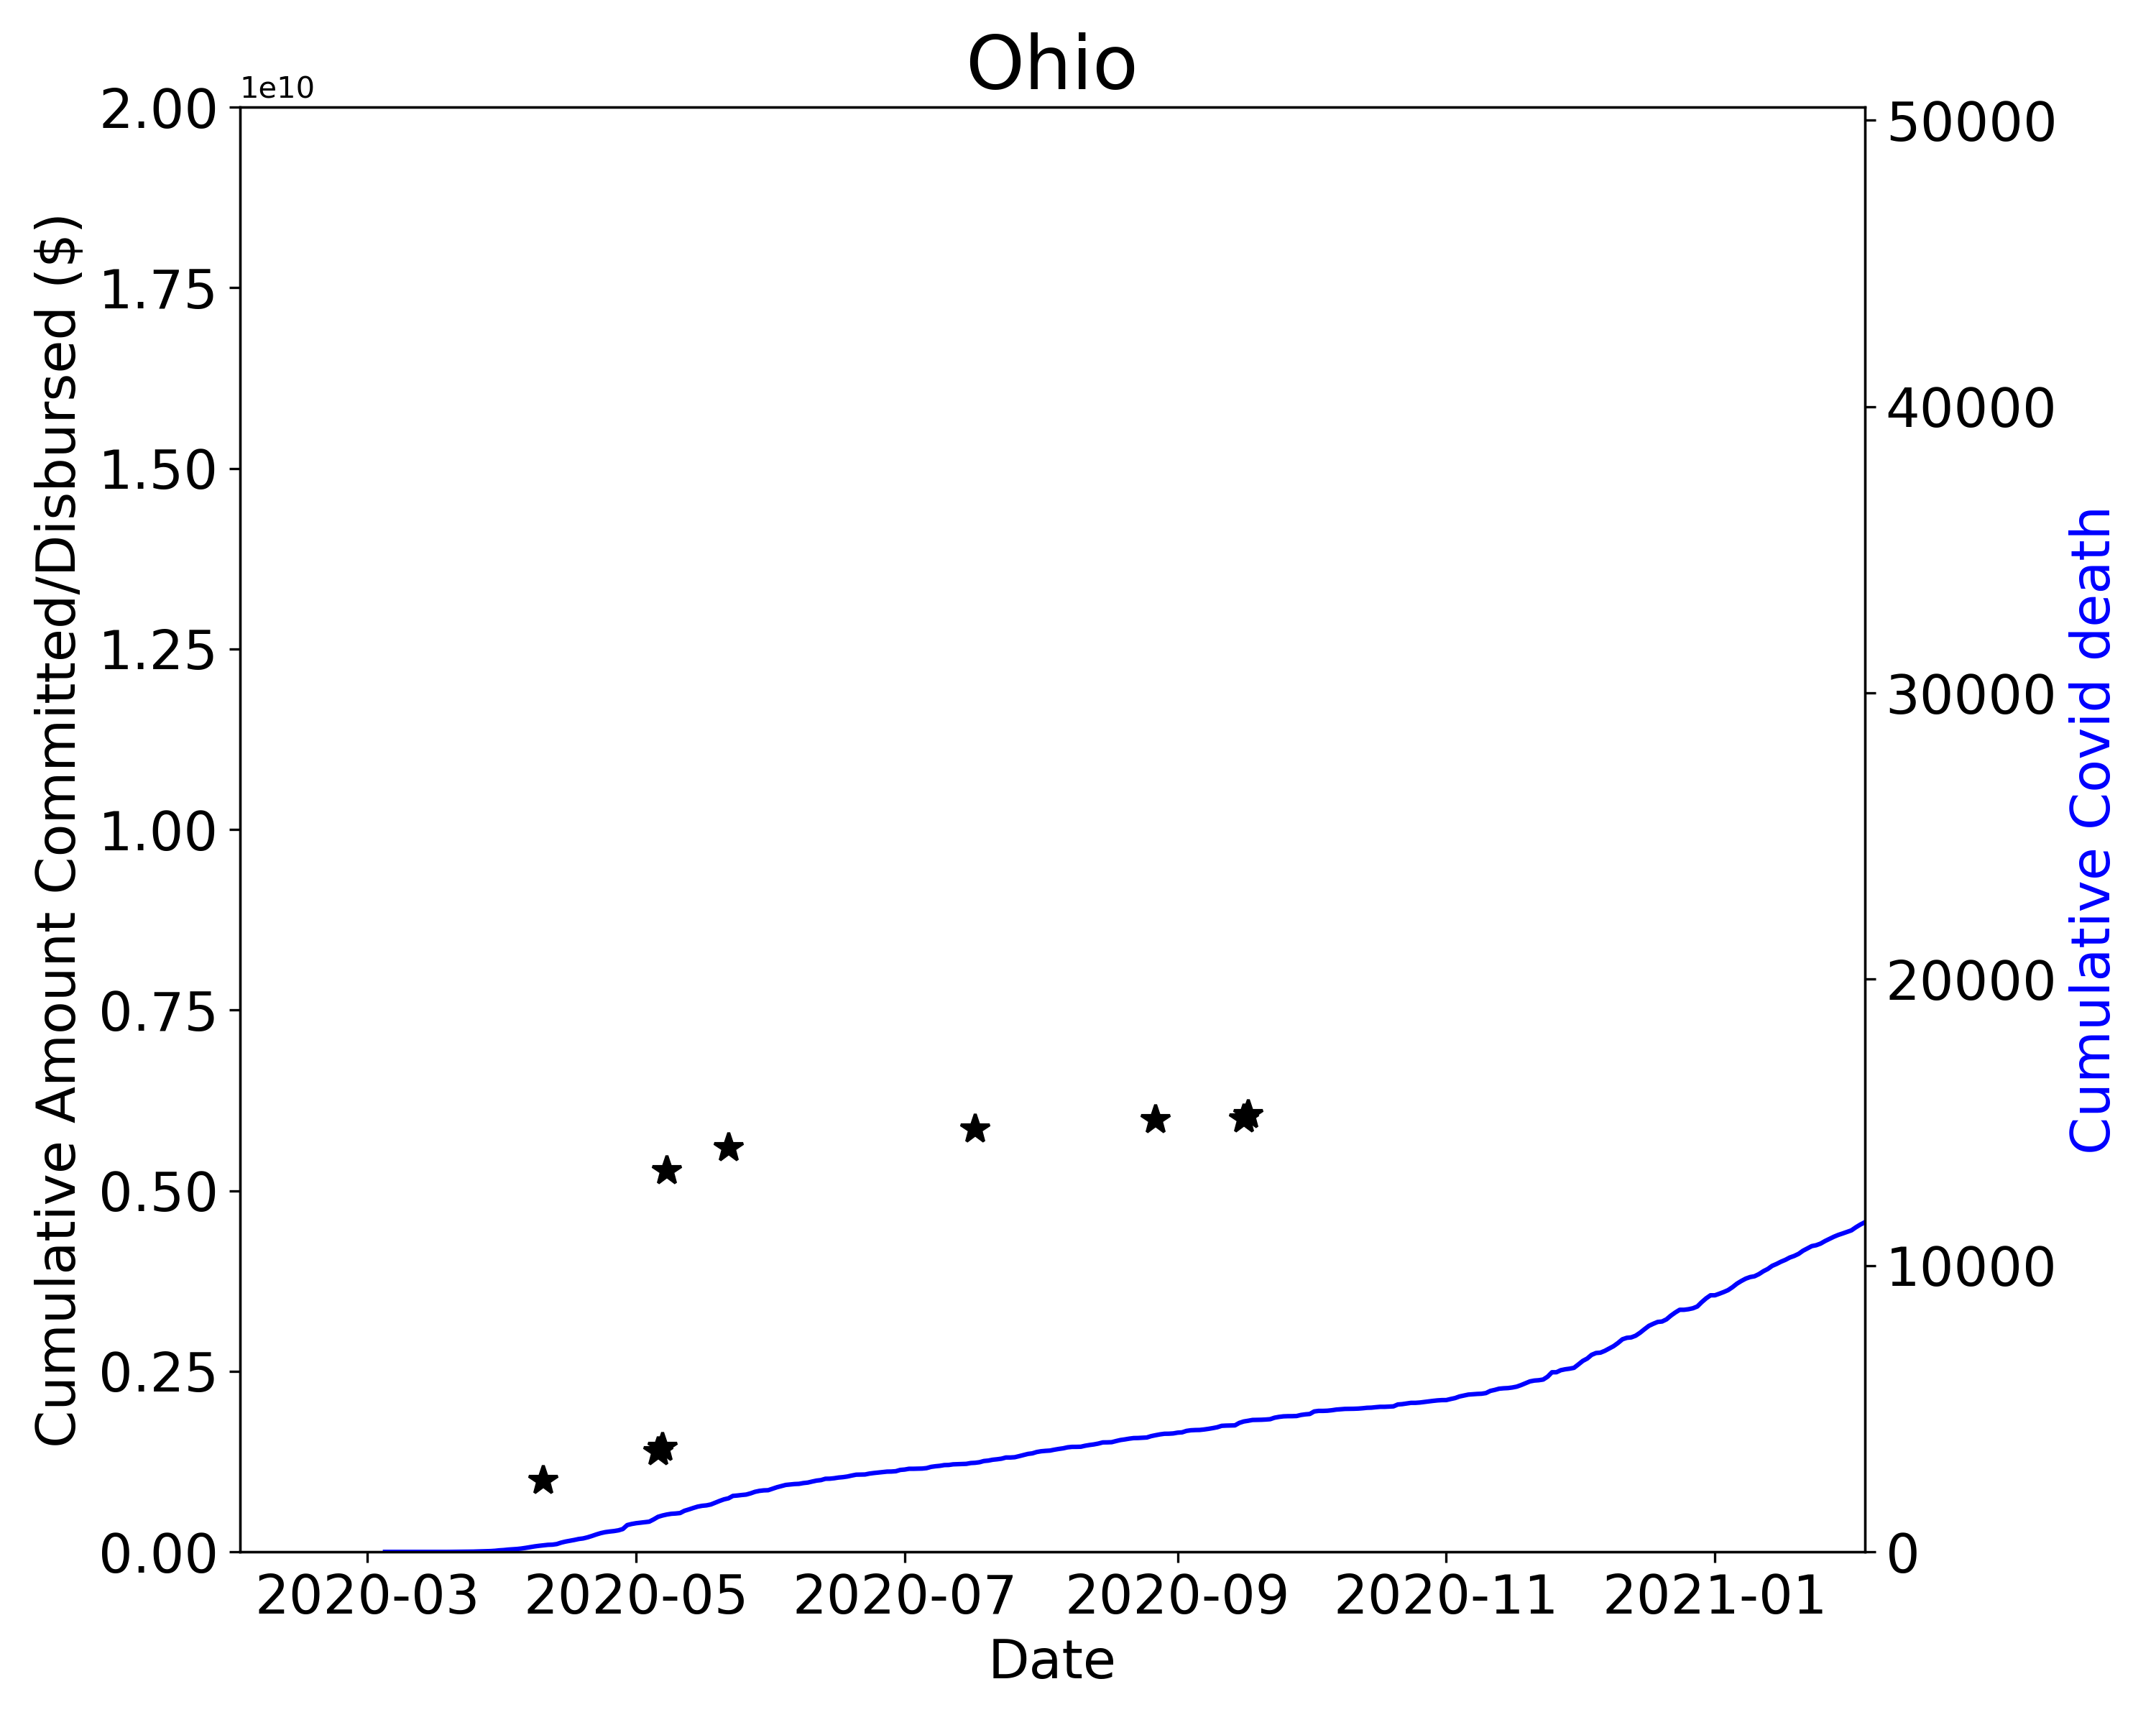 Ohio
1e10
Cumulative Amount Committed/Disbursed ($)
2.00
1.75
1.50
1.25
1.00
0.75
0.50
0.25
0.00
50000
40000
30000
20000
10000
0
Cumulative Covid death
2020-03 2020-05 2020-07 2020-09 2020-11 2021-01
Date